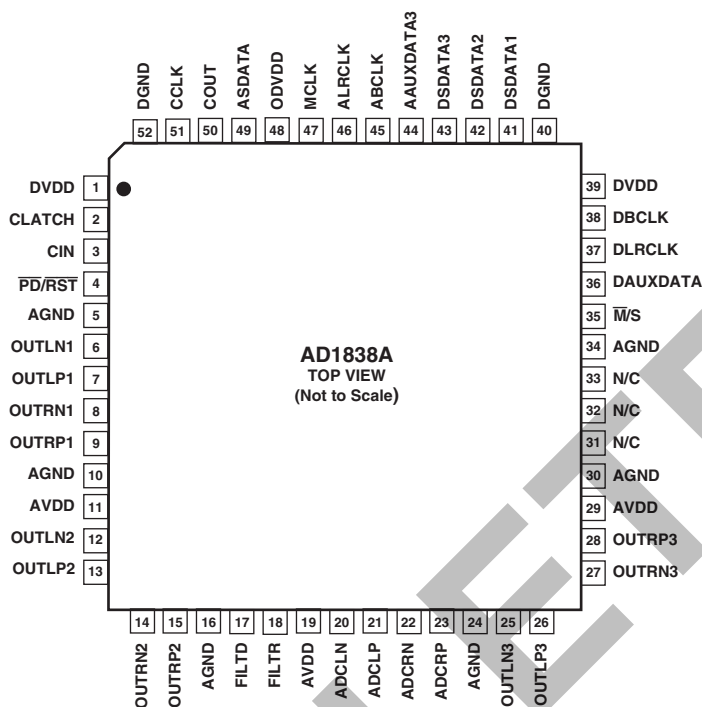 DGND
CCLK
COUT
ASDATA
ODVDD
MCLK
ALRCLK
ABCLK
AAUXDATA3
DSDATA3
DSDATA2
DSDATA1
DGND
52 51 50 49 48 47 46 45 44 43 42 41 40
DVDD 1
CLATCH 2
CIN 3
PD/RST 4
AGND 5
OUTLN1 6
OUTLP1 7
OUTRN1 8
OUTRP1 9
AGND 10
AVDD 11
OUTLN2 12
OUTLP2 13
AD1838A
TOP VIEW
(Not to Scale)
39 DVDD
38 DBCLK
37 DLRCLK
36 DAUXDATA
35 M/S
34 AGND
33 N/C
32 N/C
31 N/C
30 AGND
29 AVDD
28 OUTRP3
27 OUTRN3
14 15 16 17 18 19 20 21 22 23 24 25 26
OUTRN2
OUTRP2
AGND
FILTD
FILTR
AVDD
ADCLN
ADCLP
ADCRN
ADCRP
AGND
OUTLN3
OUTLP3